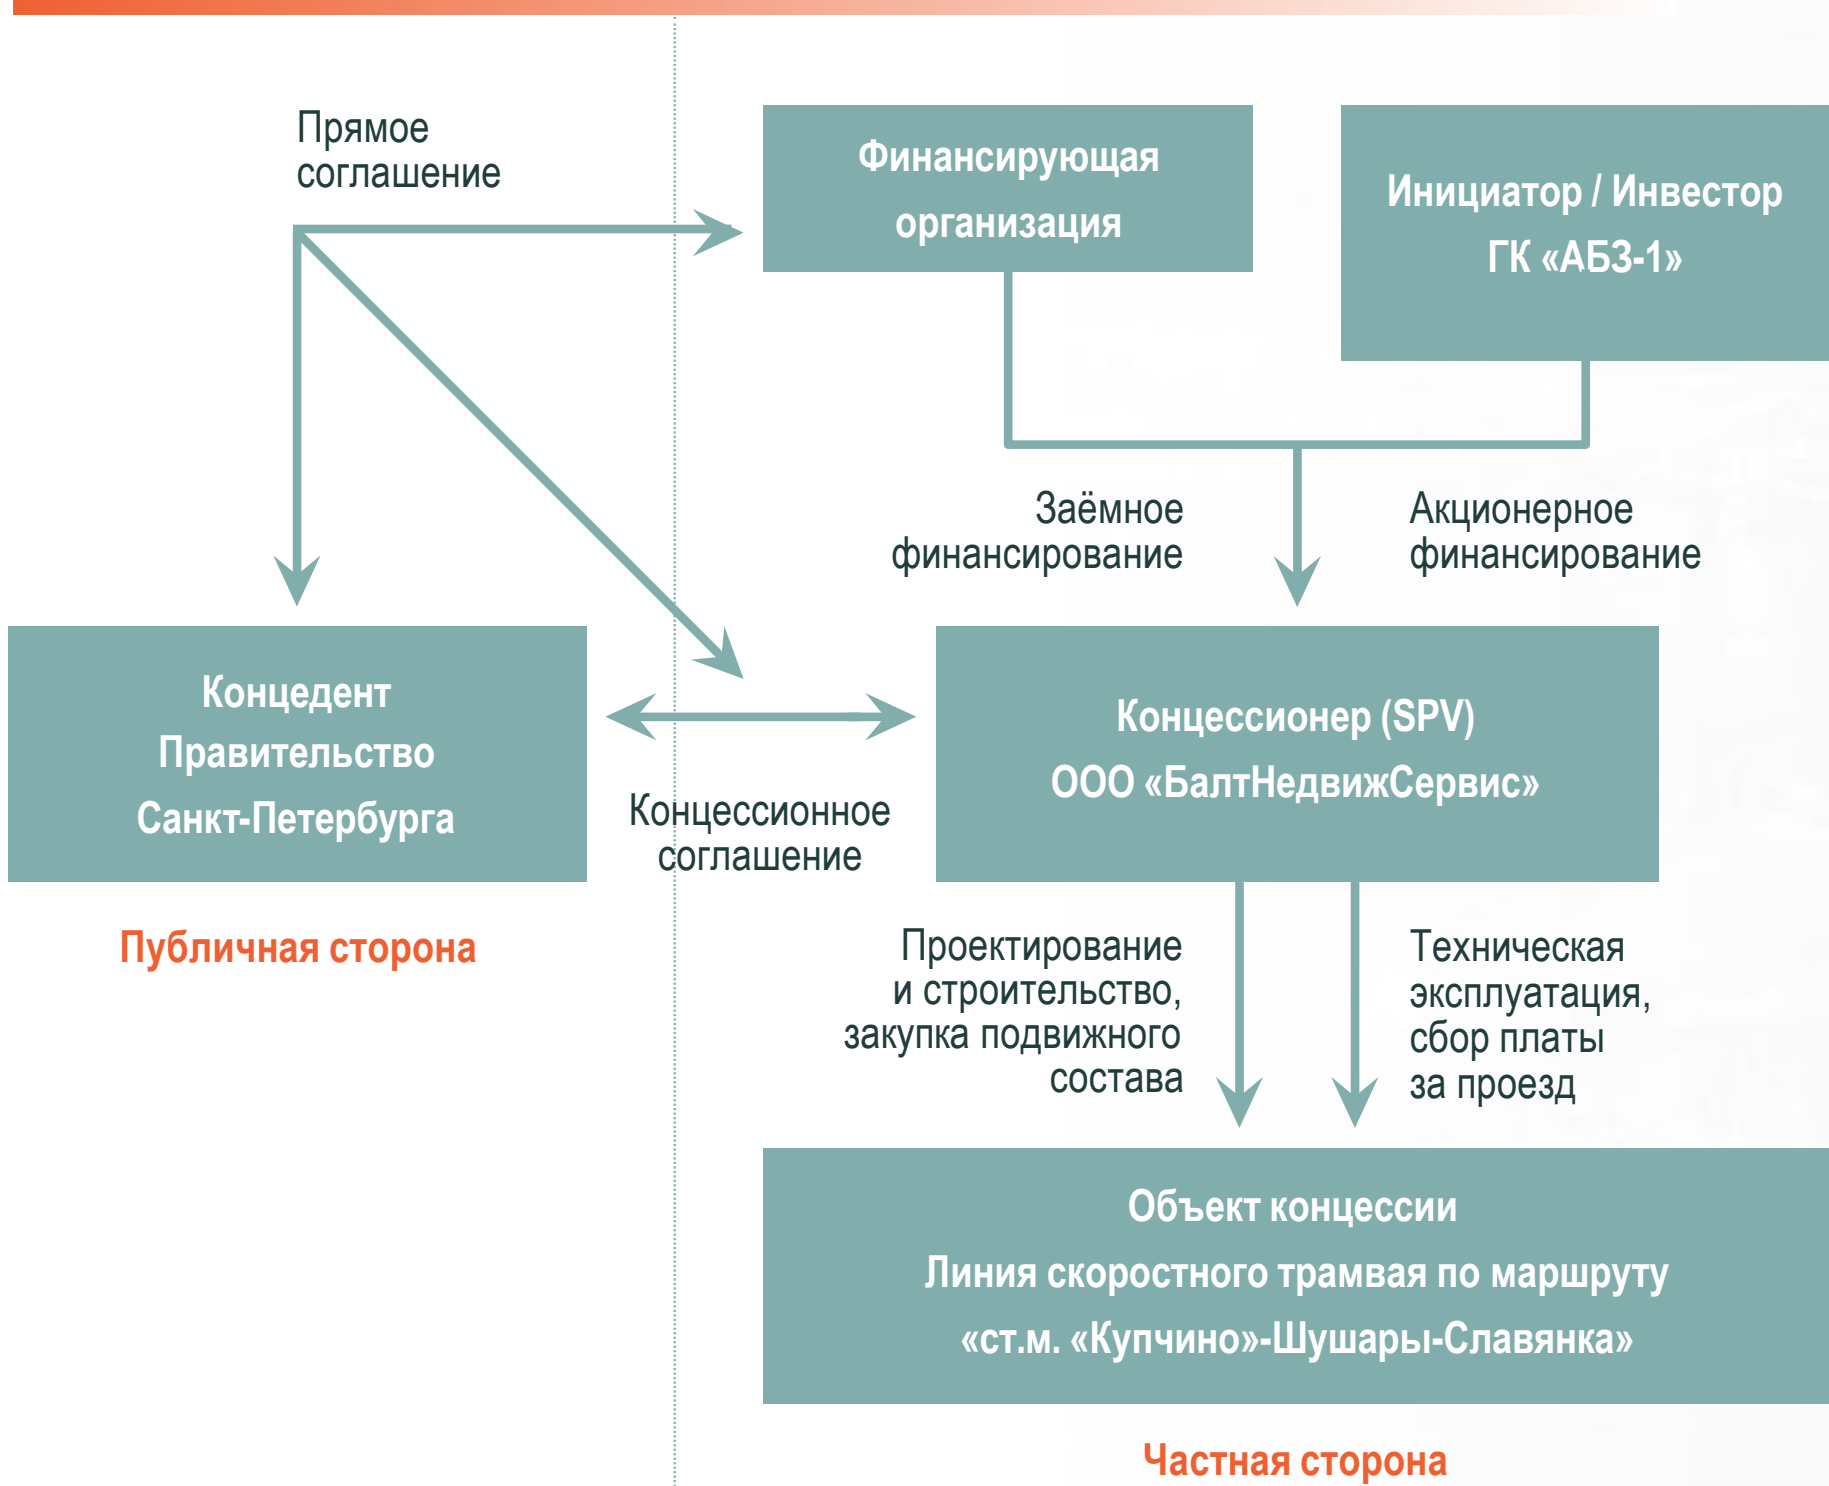 Прямое
соглашение
Финансирующая
организация
Инициатор / Инвестор
ГК «АБЗ-1»
Заёмное
финансирование
Акционерное
финансирование
Концедент
Правительство
Санкт-Петербурга
Концессионное
соглашение
Концессионер (SPV)
ООО «БалтНедвижСервис»
Публичная сторона
Проектирование
и строительство,
закупка подвижного
состава
Техническая
эксплуатация,
сбор платы
за проезд
Объект концессии
Линия скоростного трамвая по маршруту
«ст.м. «Купчино»-Шушары-Славянка»
Частная сторона